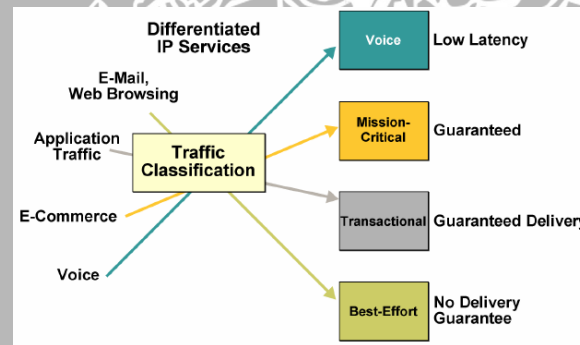 Differentiated
IP Services
E-Mail,
Web Browsing
Application
Traffic
E-Commerce
Voice
Traffic
Classification
Voice
Low Latency
Mission-
Critical
Guaranteed
Transactional
Guaranteed Delivery
Best-Effort
No Delivery
Guarantee